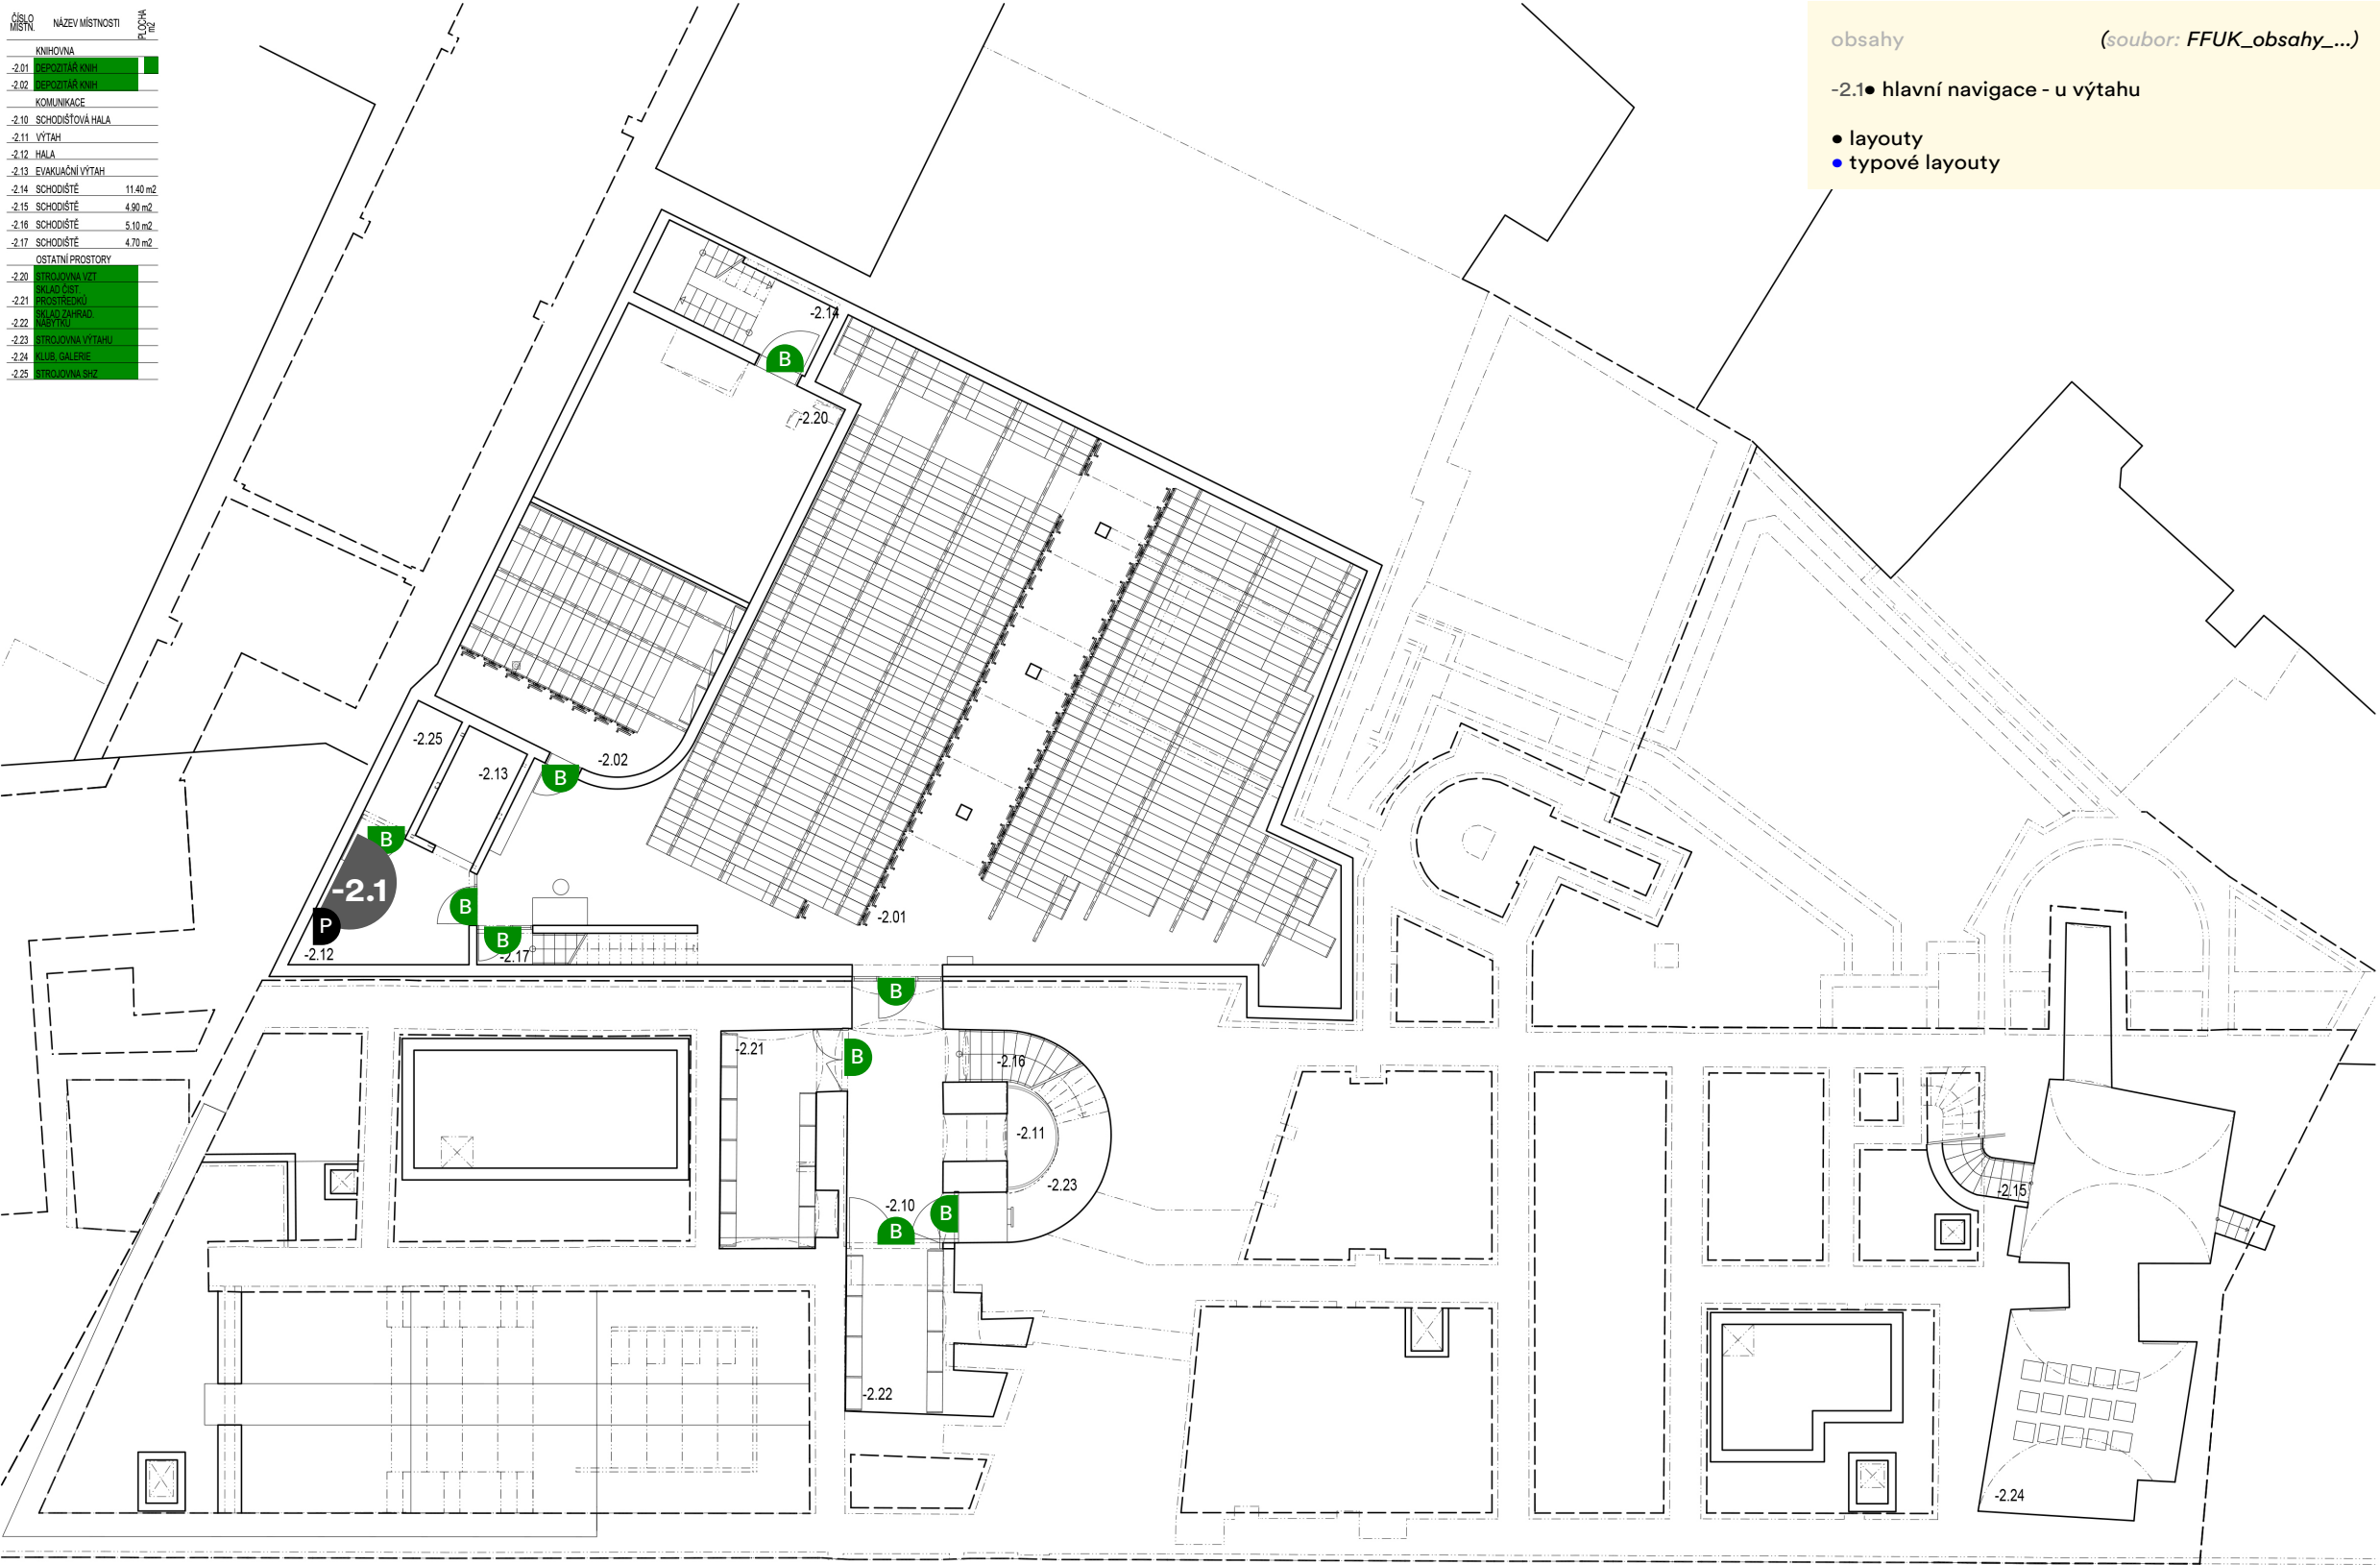 ČÍSLO MÍSTN. NÁZEV MÍSTNOSTI PLOCHA m2
KNIHOVNA
-2.01 DEPOZITÁŘ KNIH
-2.02 DEPOZITÁŘ KNIH
KOMUNIKACE
-2.10 SCHODIŠŤOVÁ HALA
-2.11 VÝTAH
-2.12 HALA
-2.13 EVAKUAČNÍ VÝTAH
-2.14 SCHODIŠTĚ 11.40 m2
-2.15 SCHODIŠTĚ 4.90 m2
-2.16 SCHODIŠTĚ 5.10 m2
-2.17 SCHODIŠTĚ 4.70 m2
OSTATNÍ PROSTORY
-2.20 STROJOVNA VZT
-2.21 SKLAD ČIST. PROSTŘEDKŮ
-2.22 SKLAD ZAHRAD. NÁBYTKU
-2.23 STROJOVNA VÝTAHU
-2.24 KLUB, GALERIE
-2.25 STROJOVNA SHZ
obsahy (soubor: FFUK_obsahy_...)
-2.1● hlavní navigace - u výtahu
● layouty
● typové layouty
-2.14
B
-2.20
-2.25
-2.13
-2.02
B
B
-2.1
B
P
-2.12
B
-2.17
-2.01
B
-2.21
B
-2.16
-2.11
-2.23
-2.10
B
B
-2.15
-2.22
-2.24